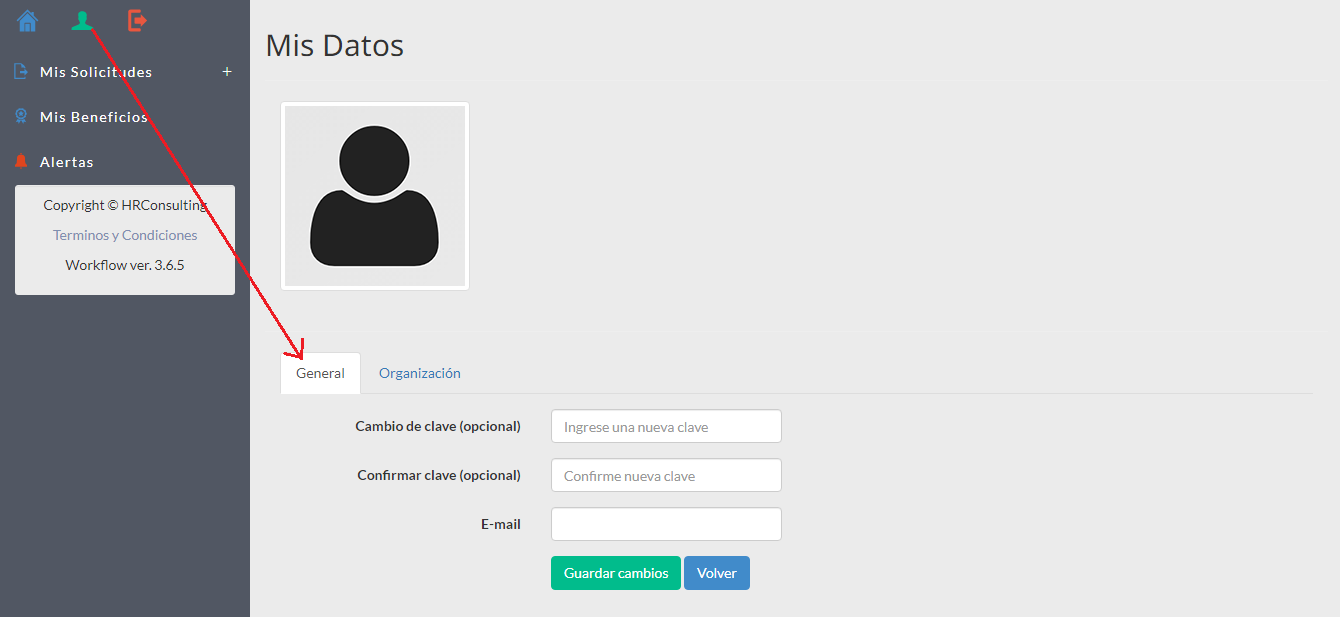 Mis Solicitudes +
Mis Beneficios
Alertas
Copyright © HRConsulting
Terminos y Condiciones
Workflow ver. 3.6.5
Mis Datos
General Organización
Cambio de clave (opcional) Ingrese una nueva clave
Confirmar clave (opcional) Confirme nueva clave
E-mail
Guardar cambios Volver